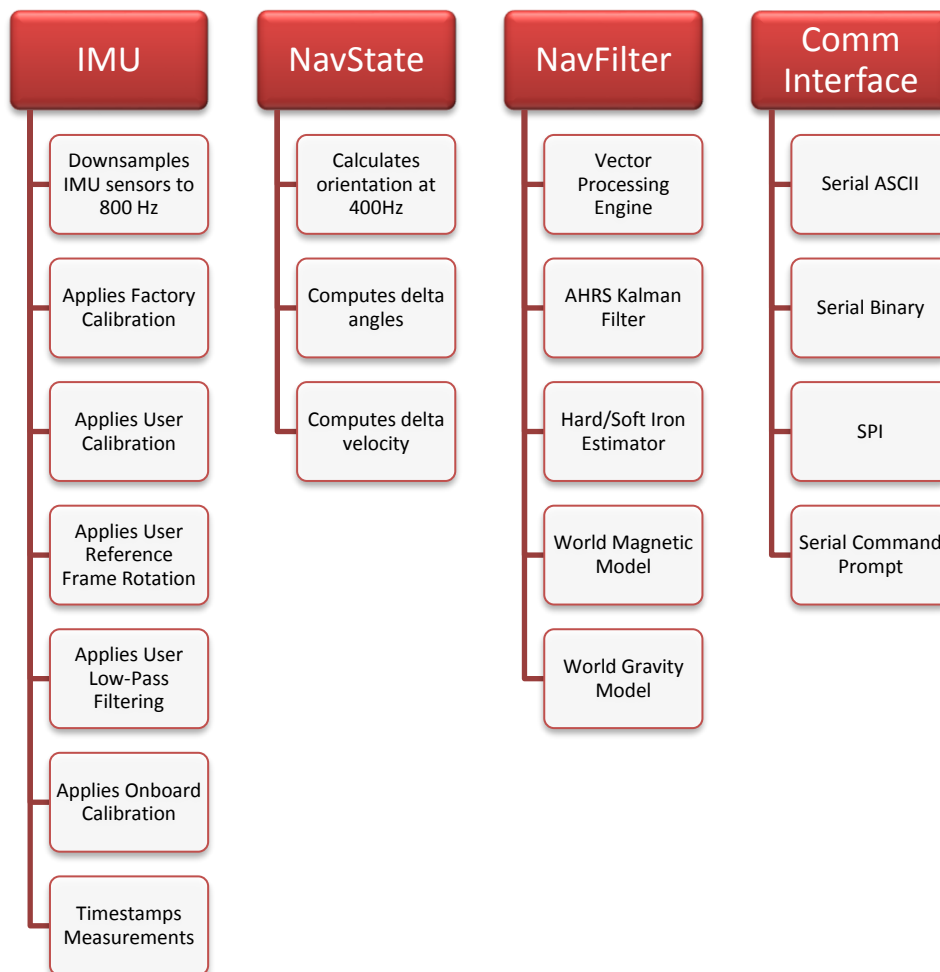 IMU
Downsamples
IMU sensors to
800 Hz
Applies Factory
Calibration
Applies User
Calibration
Applies User
Reference
Frame Rotation
Applies User
Low-Pass
Filtering
Applies Onboard
Calibration
Timestamps
Measurements
NavState
Calculates
orientation at
400Hz
Computes delta
angles
Computes delta
velocity
NavFilter
Vector
Processing
Engine
AHRS Kalman
Filter
Hard/Soft Iron
Estimator
World Magnetic
Model
World Gravity
Model
Comm
Interface
Serial ASCII
Serial Binary
SPI
Serial Command
Prompt